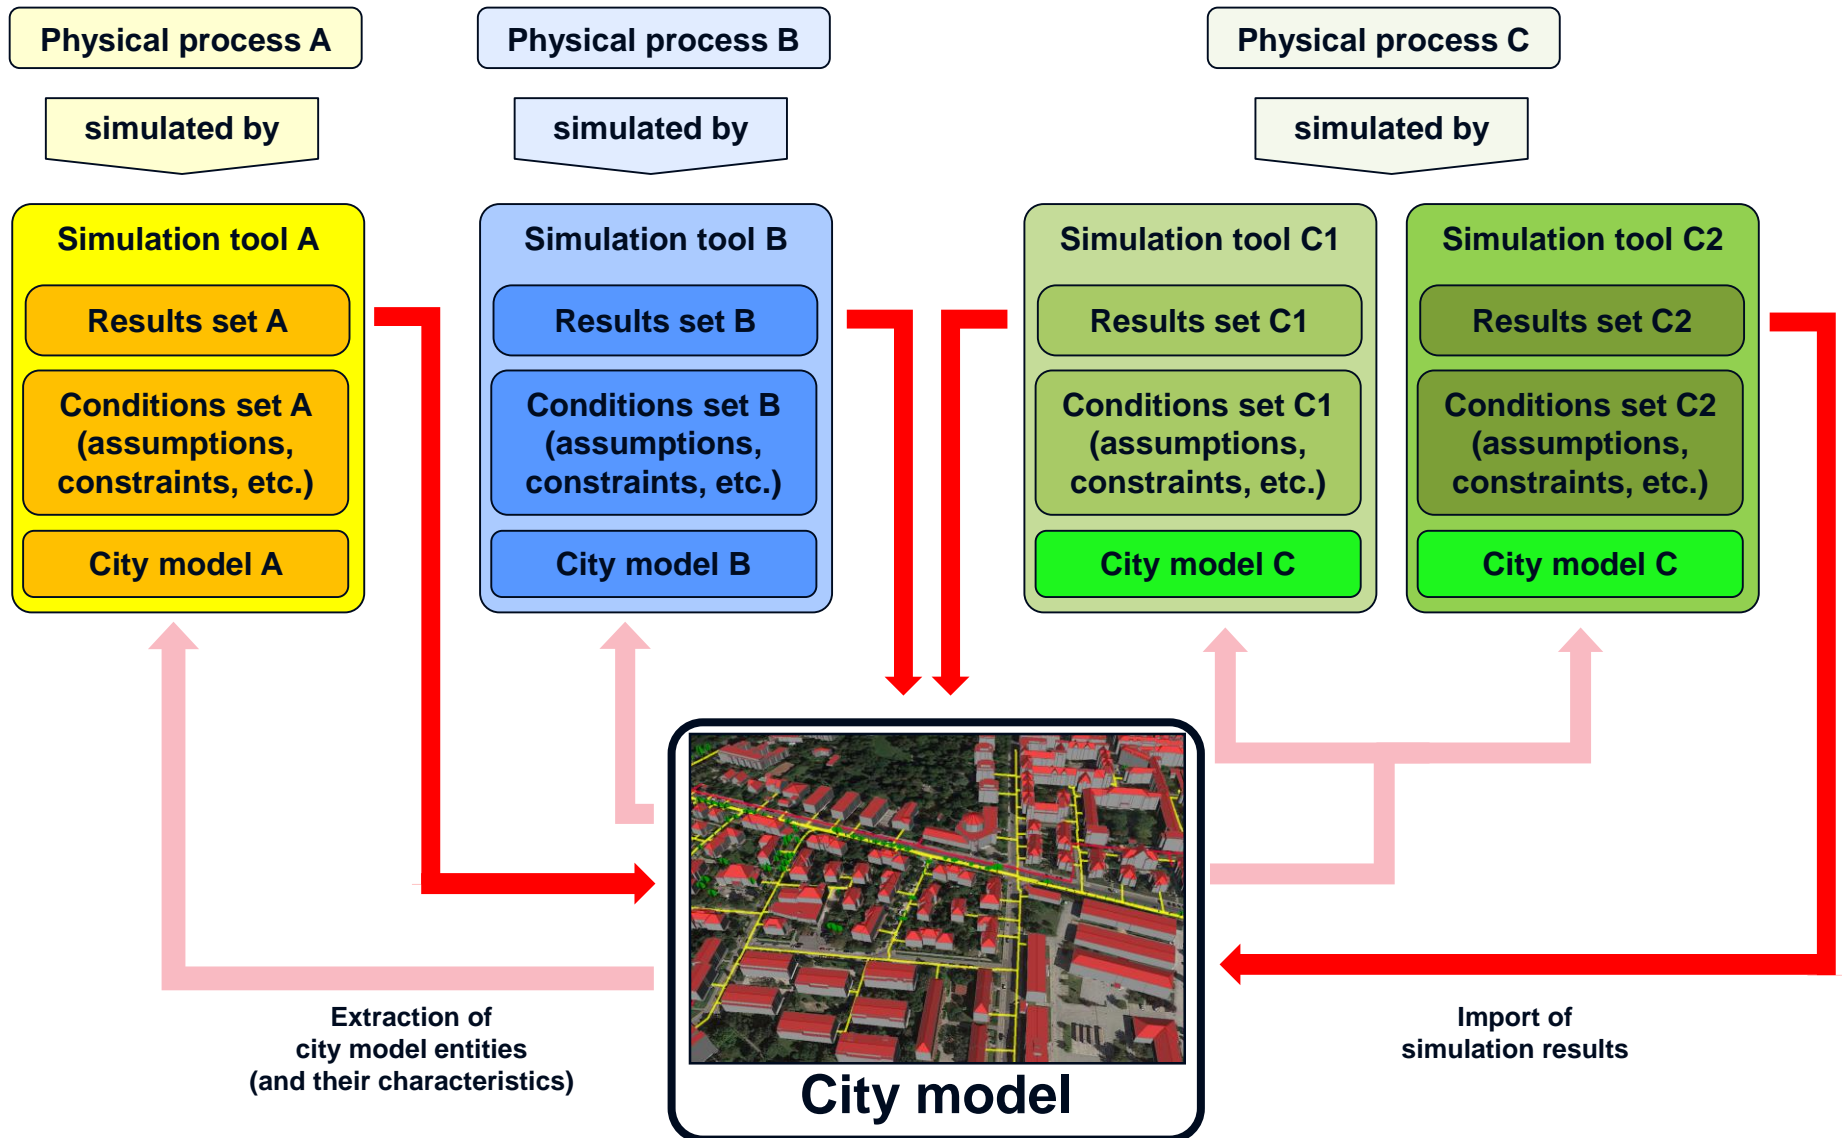 Physical process A
Physical process B
Physical process C
simulated by
simulated by
simulated by
Simulation tool A
Results set A
Conditions set A
(assumptions,
constraints, etc.)
City model A
Simulation tool B
Results set B
Conditions set B
(assumptions,
constraints, etc.)
City model B
Simulation tool C1
Results set C1
Conditions set C1
(assumptions,
constraints, etc.)
City model C
Simulation tool C2
Results set C2
Conditions set C2
(assumptions,
constraints, etc.)
City model C
Extraction of
city model entities
(and their characteristics)
City model
Import of
simulation results